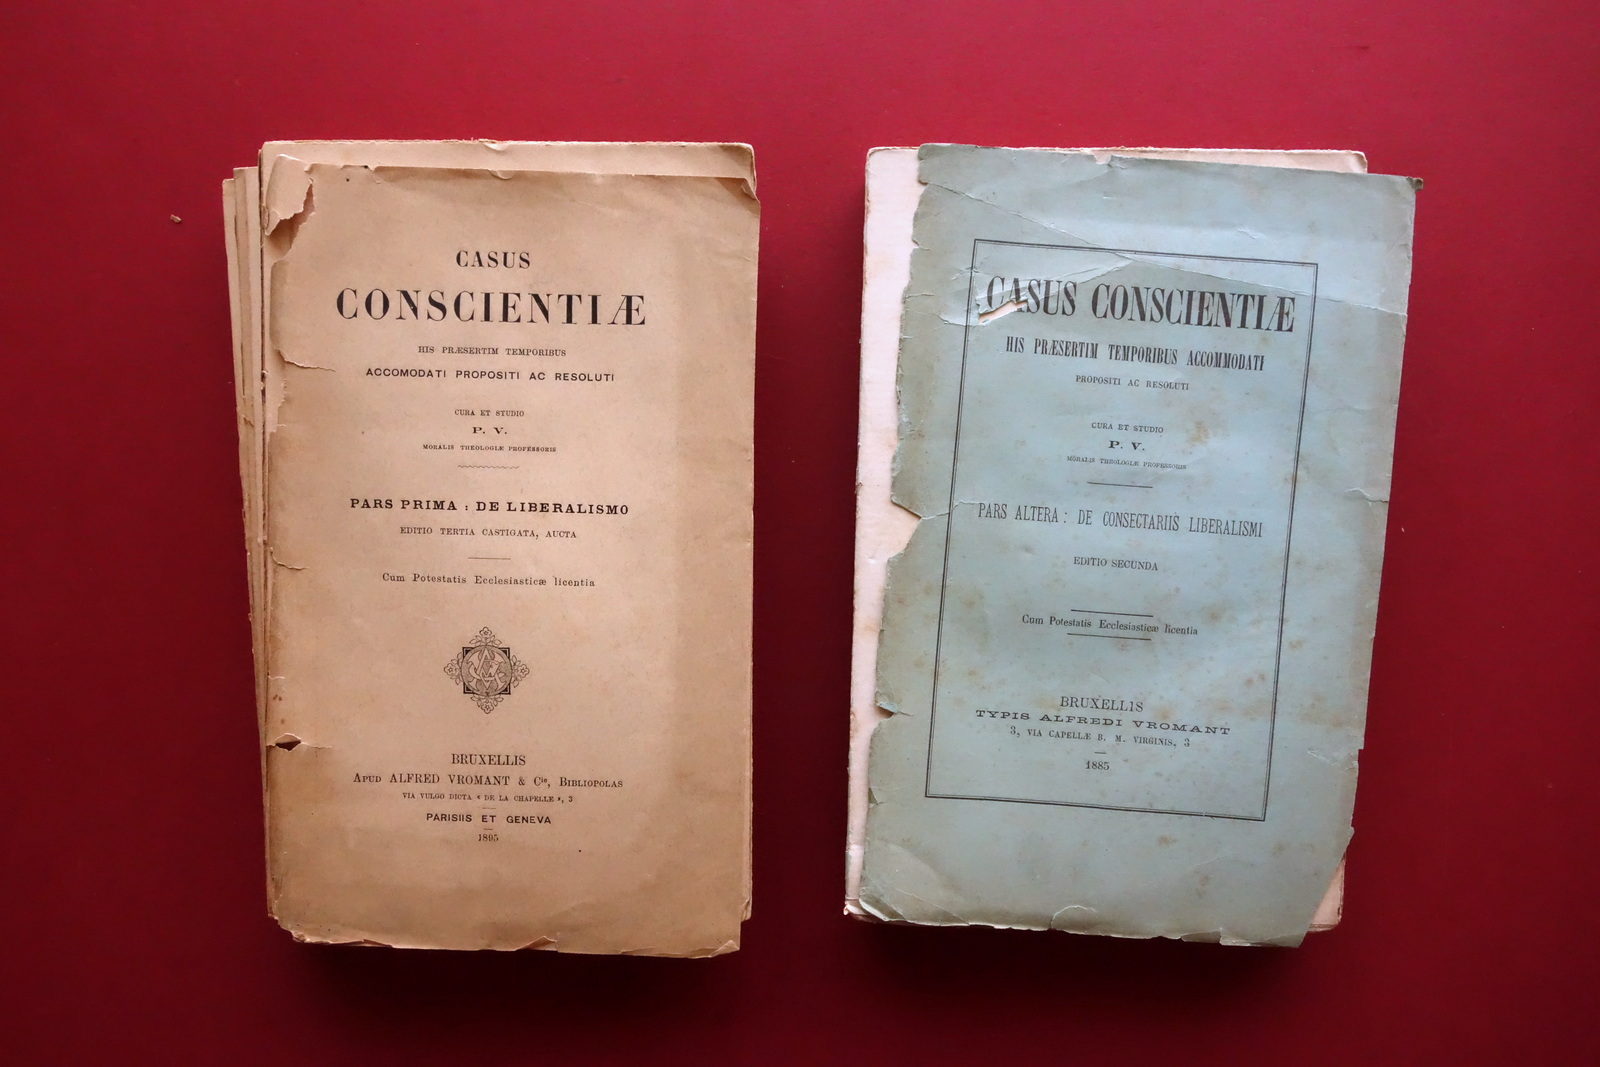 CASUS
CONSCIENTIÆ
HIS PRÆSERTIM TEMPORIBUS
ACCOMODATI PROPOSITI AC RESOLUTI
CURA ET STUDIO
P. V.
MORALIS THEOLOGIÆ PROFESSORIS
PARS PRIMA : DE LIBERALISMO
EDITIO TERTIA CASTIGATA, AUCTA
Cum Potestatis Ecclesiasticæ licentia
BRUXELLIS
APUD ALFRED VROMANT & Cie, BIBLIOPOLAS
VIA VULGO DICTA « DE LA CHAPELLE », 3
PARISIIS ET GENEVA
1895
CASUS CONSCIENTIÆ
HIS PRÆSERTIM TEMPORIBUS ACCOMMODATI
PROPOSITI AC RESOLUTI
CURA ET STUDIO
P. V.
MORALIS THEOLOGIÆ PROFESSORIS
PARS ALTERA : DE CONSECTARIIS LIBERALISMI
EDITIO SECUNDA
Cum Potestatis Ecclesiasticæ licentia
BRUXELLIS
TYPIS ALFREDI VROMANT
3, VIA CAPELLÆ B. M. VIRGINIS, 3
1885